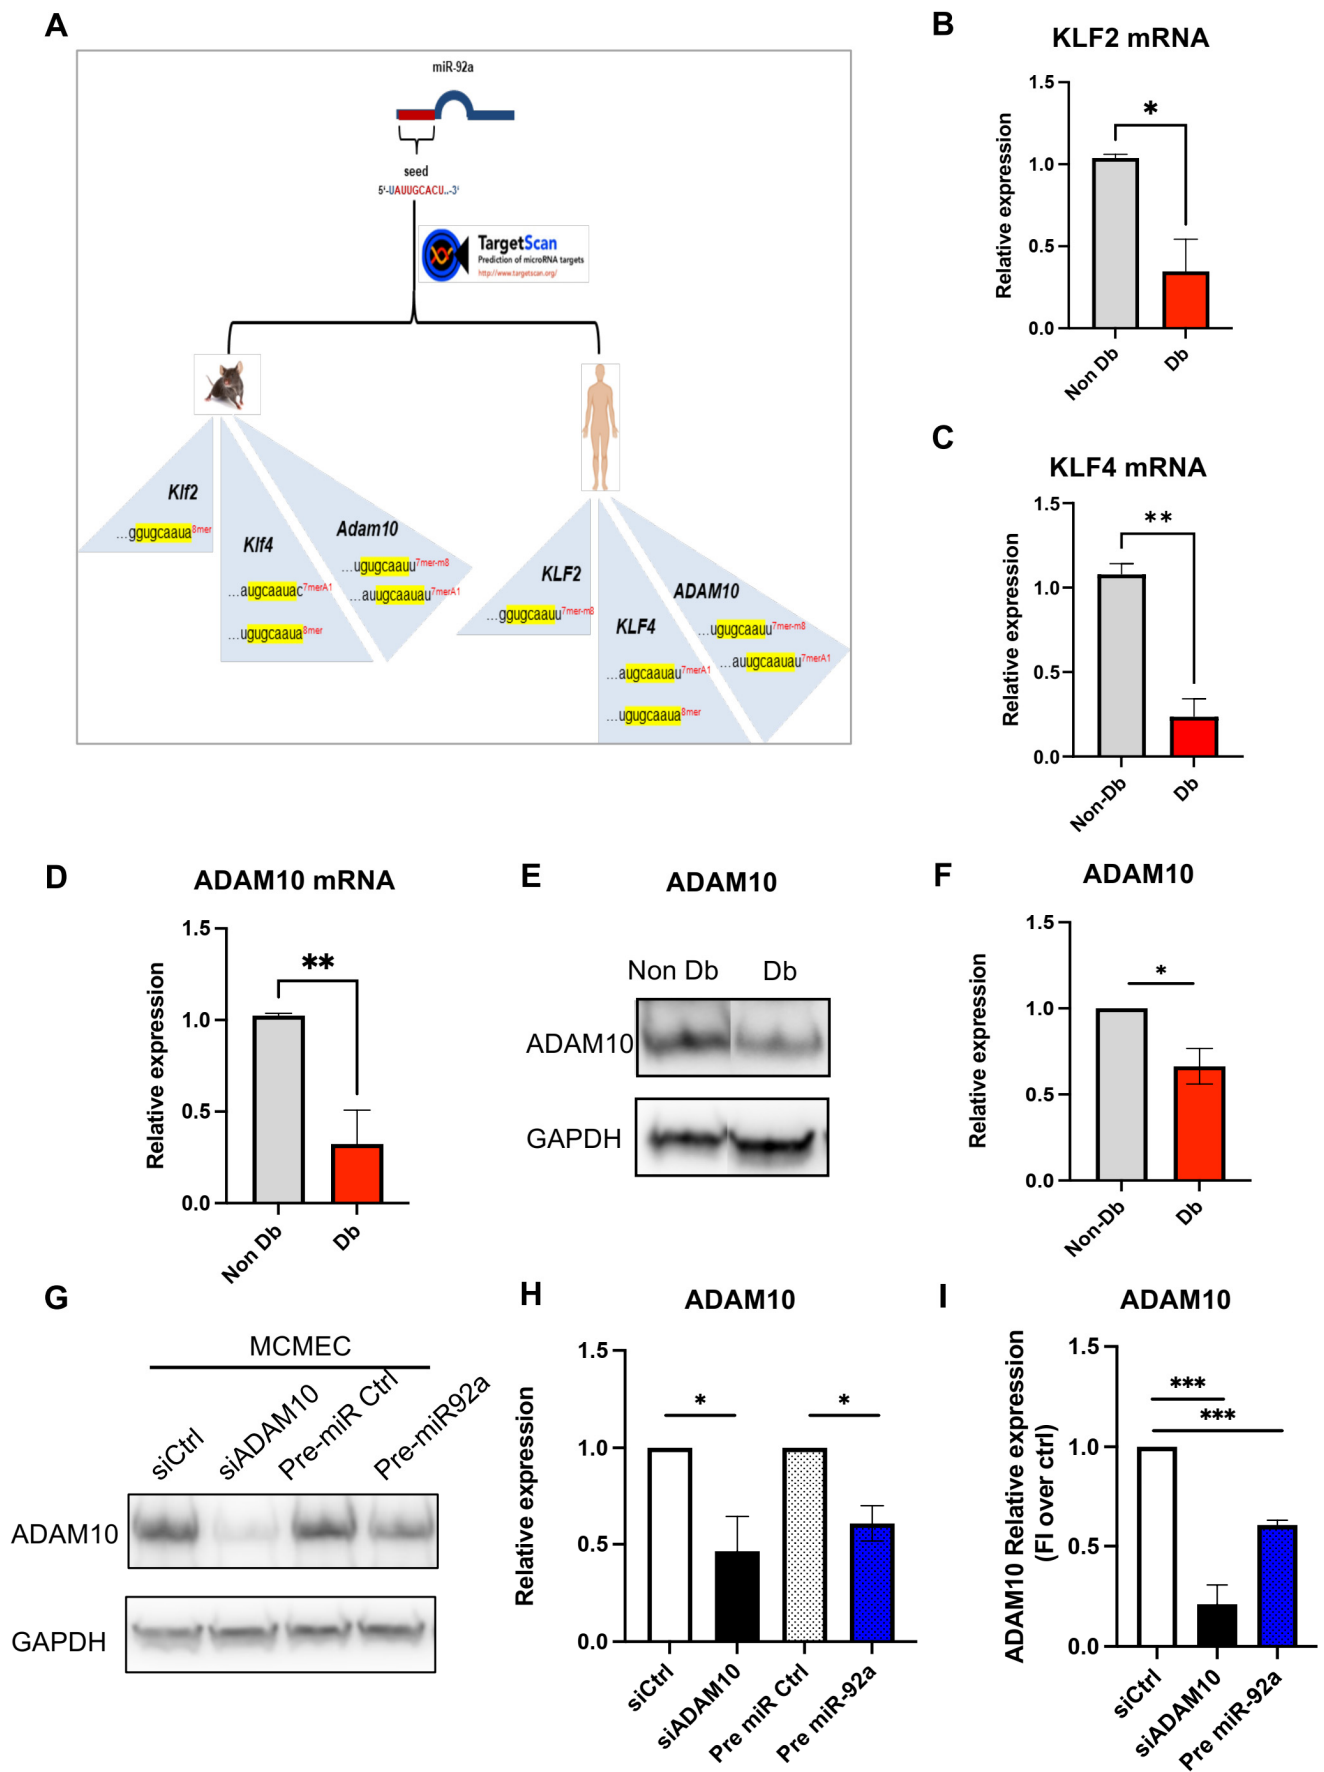 A
miR-92a
seed
5'-UAUUGCACU..-3'
TargetScan
Prediction of microRNA targets
http://www.targetscan.org/
Klf2
...ggugcaaua8mer
Klf4
...augcaauac7merA1
...ugugcaaua8mer
Adam10
...ugugcaauu7mer-m8
...auugcaauau7merA1
KLF2
...ggugcaauu7mer-m8
KLF4
...augcaauau7merA1
...ugugcaaua8mer
ADAM10
...ugugcaauu7mer-m8
...auugcaauau7merA1
B
KLF2 mRNA
Relative expression
1.5
1.0
0.5
0.0
*
Non Db
Db
C
KLF4 mRNA
Relative expression
1.5
1.0
0.5
0.0
**
Non-Db
Db
D
ADAM10 mRNA
Relative expression
1.5
1.0
0.5
0.0
**
Non Db
Db
E
ADAM10
Non Db
Db
ADAM10
GAPDH
F
ADAM10
Relative expression
1.5
1.0
0.5
0.0
*
Non-Db
Db
G
MCMEC
siCtrl
siADAM10
Pre-miR Ctrl
Pre-miR92a
ADAM10
GAPDH
H
ADAM10
Relative expression
1.5
1.0
0.5
0.0
*
*
siCtrl
siADAM10
Pre miR Ctrl
Pre miR-92a
I
ADAM10
ADAM10 Relative expression
(FI over ctrl)
1.5
1.0
0.5
0.0
***
***
siCtrl
siADAM10
Pre miR-92a